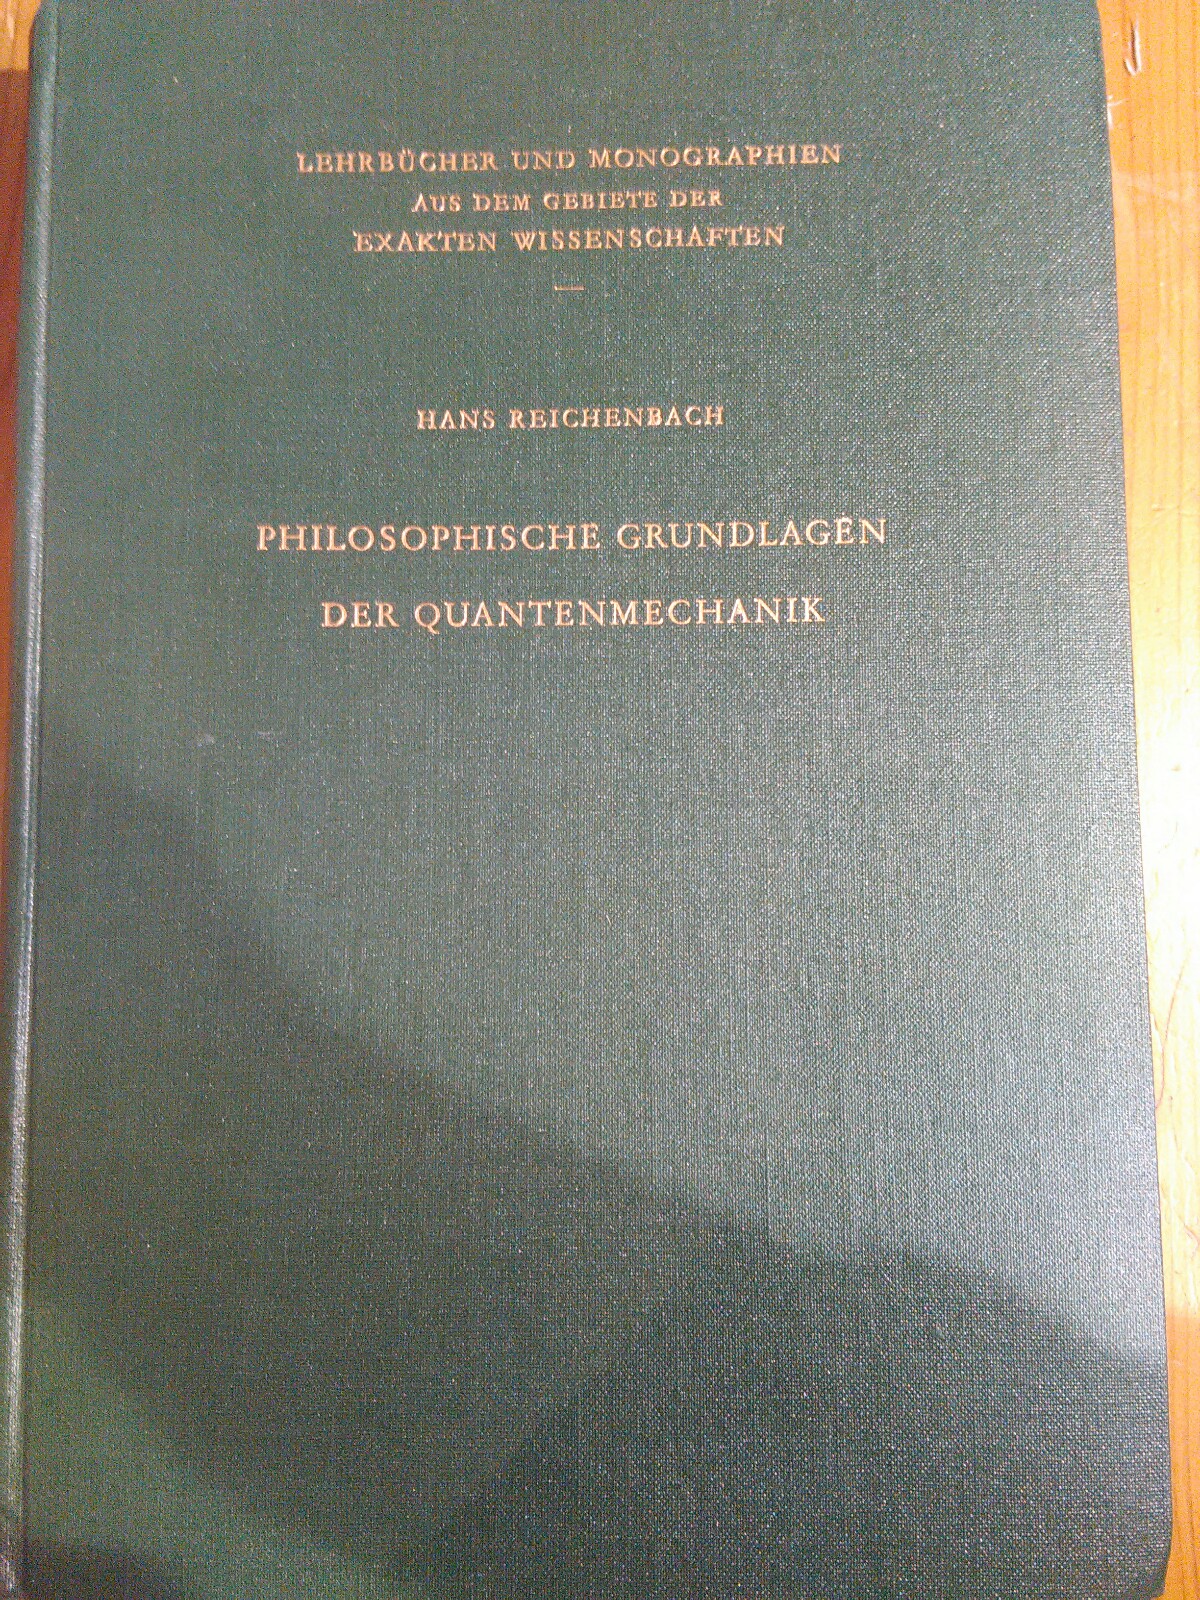 LEHRBÜCHER UND MONOGRAPHIEN
AUS DEM GEBIETE DER
EXAKTEN WISSENSCHAFTEN
—
HANS REICHENBACH
PHILOSOPHISCHE GRUNDLAGEN
DER QUANTENMECHANIK